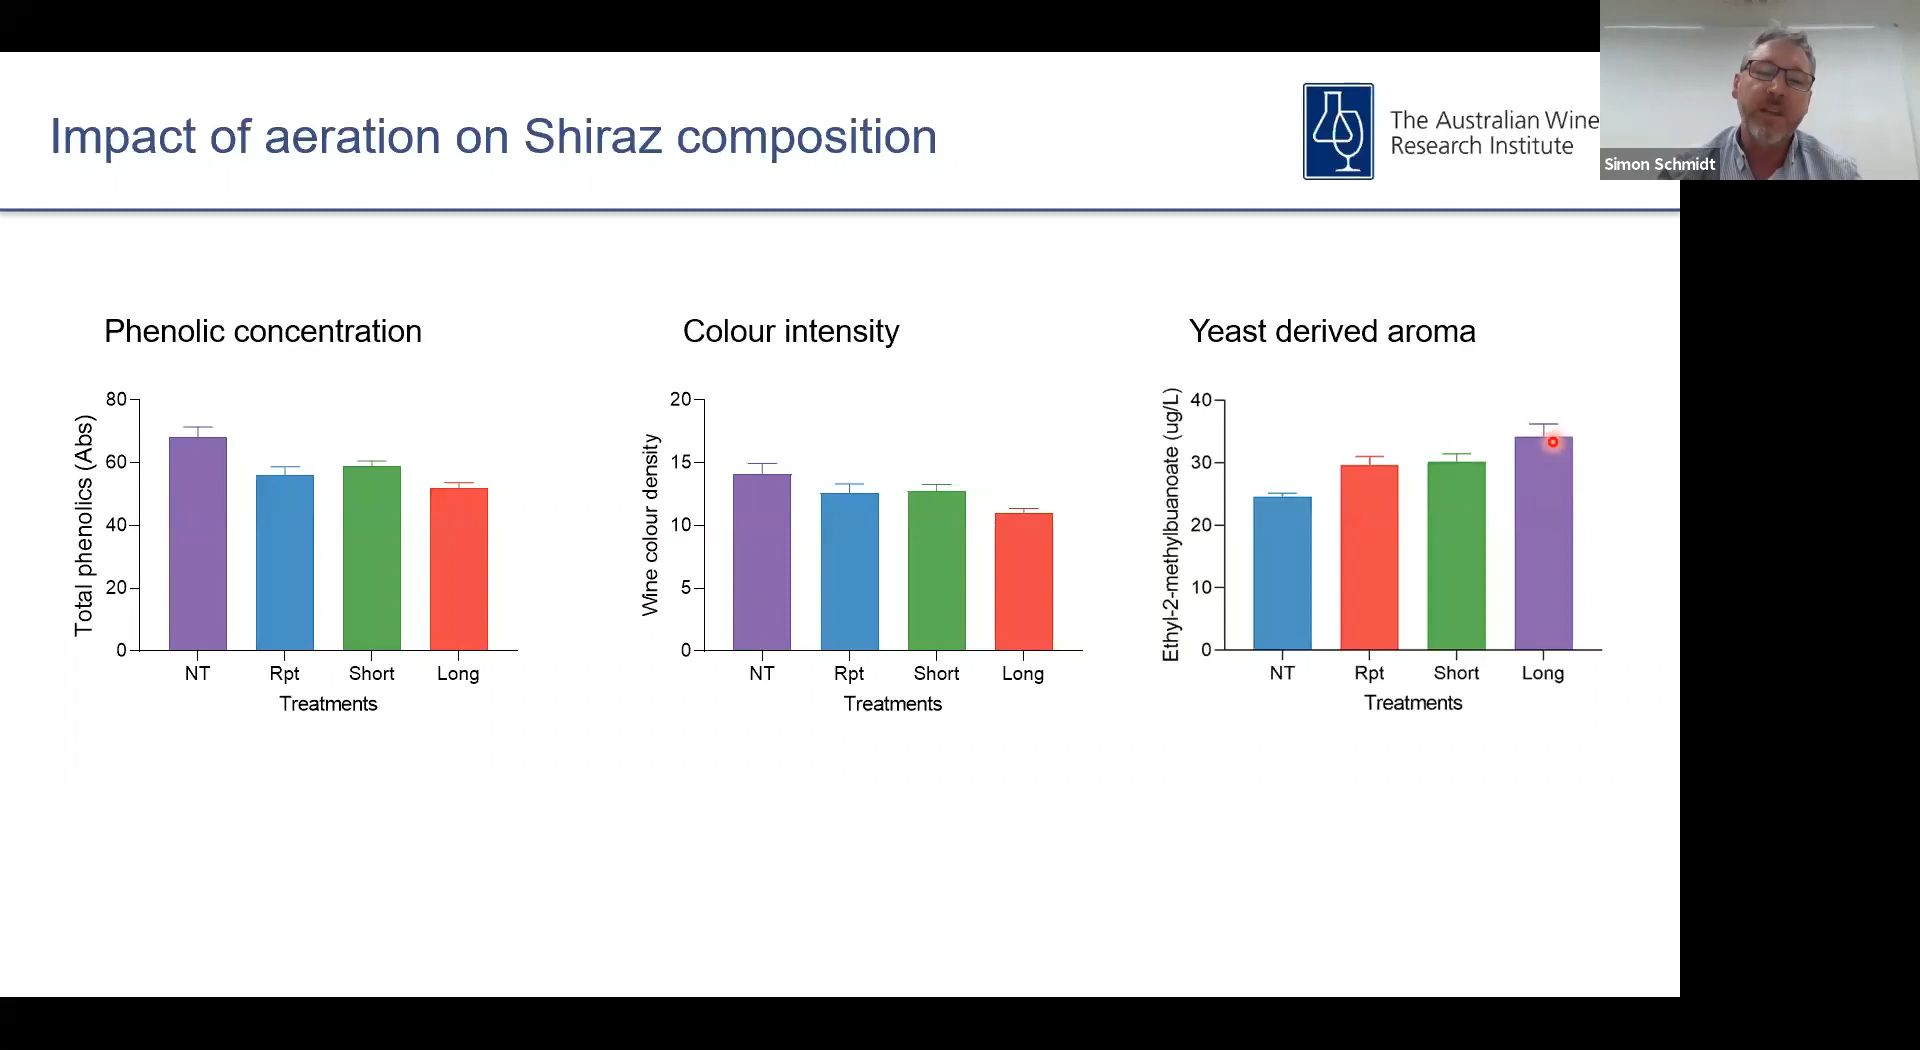 Impact of aeration on Shiraz composition
The Australian Wine
Research Institute
Simon Schmidt
Phenolic concentration
80
60
40
20
0
Total phenolics (Abs)
NT Rpt Short Long
Treatments
Colour intensity
20
15
10
5
0
Wine colour density
NT Rpt Short Long
Treatments
Yeast derived aroma
40
30
20
10
0
Ethyl-2-methylbuanoate (ug/L)
NT Rpt Short Long
Treatments